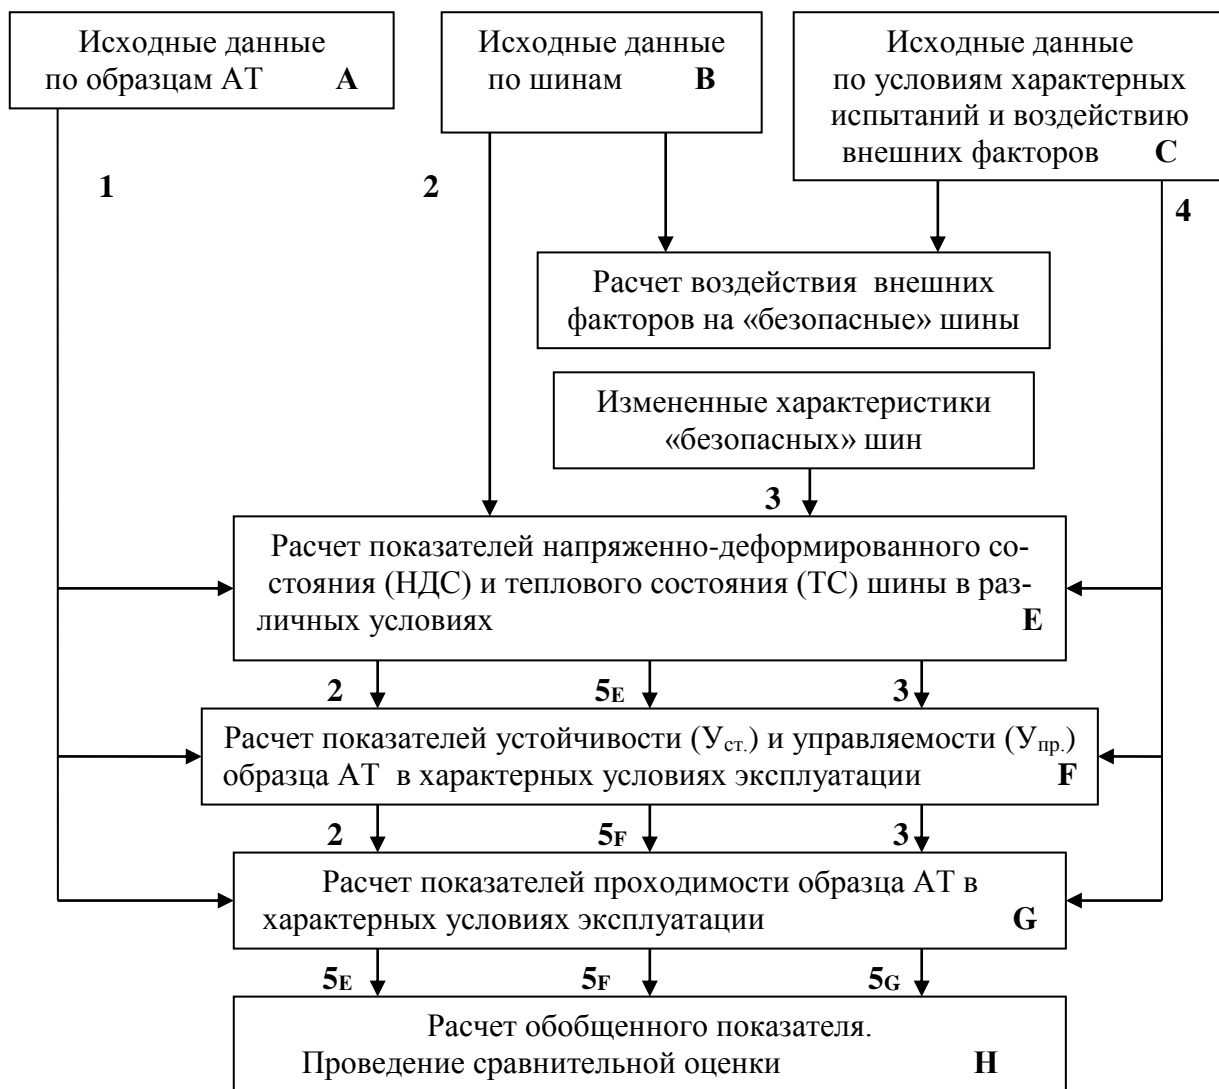 Исходные данные
по образцам АТ A
Исходные данные
по шинам B
Исходные данные
по условиям характерных
испытаний и воздействию
внешних факторов C
1
2
4
Расчет воздействия внешних
факторов на «безопасные» шины
Измененные характеристики
«безопасных» шин
3
Расчет показателей напряженно-деформированного со-
стояния (НДС) и теплового состояния (ТС) шины в раз-
личных условиях E
2 5E 3
Расчет показателей устойчивости (Уст.) и управляемости (Упр.)
образца АТ в характерных условиях эксплуатации F
2 5F 3
Расчет показателей проходимости образца АТ в
характерных условиях эксплуатации G
5E 5F 5G
Расчет обобщенного показателя.
Проведение сравнительной оценки H